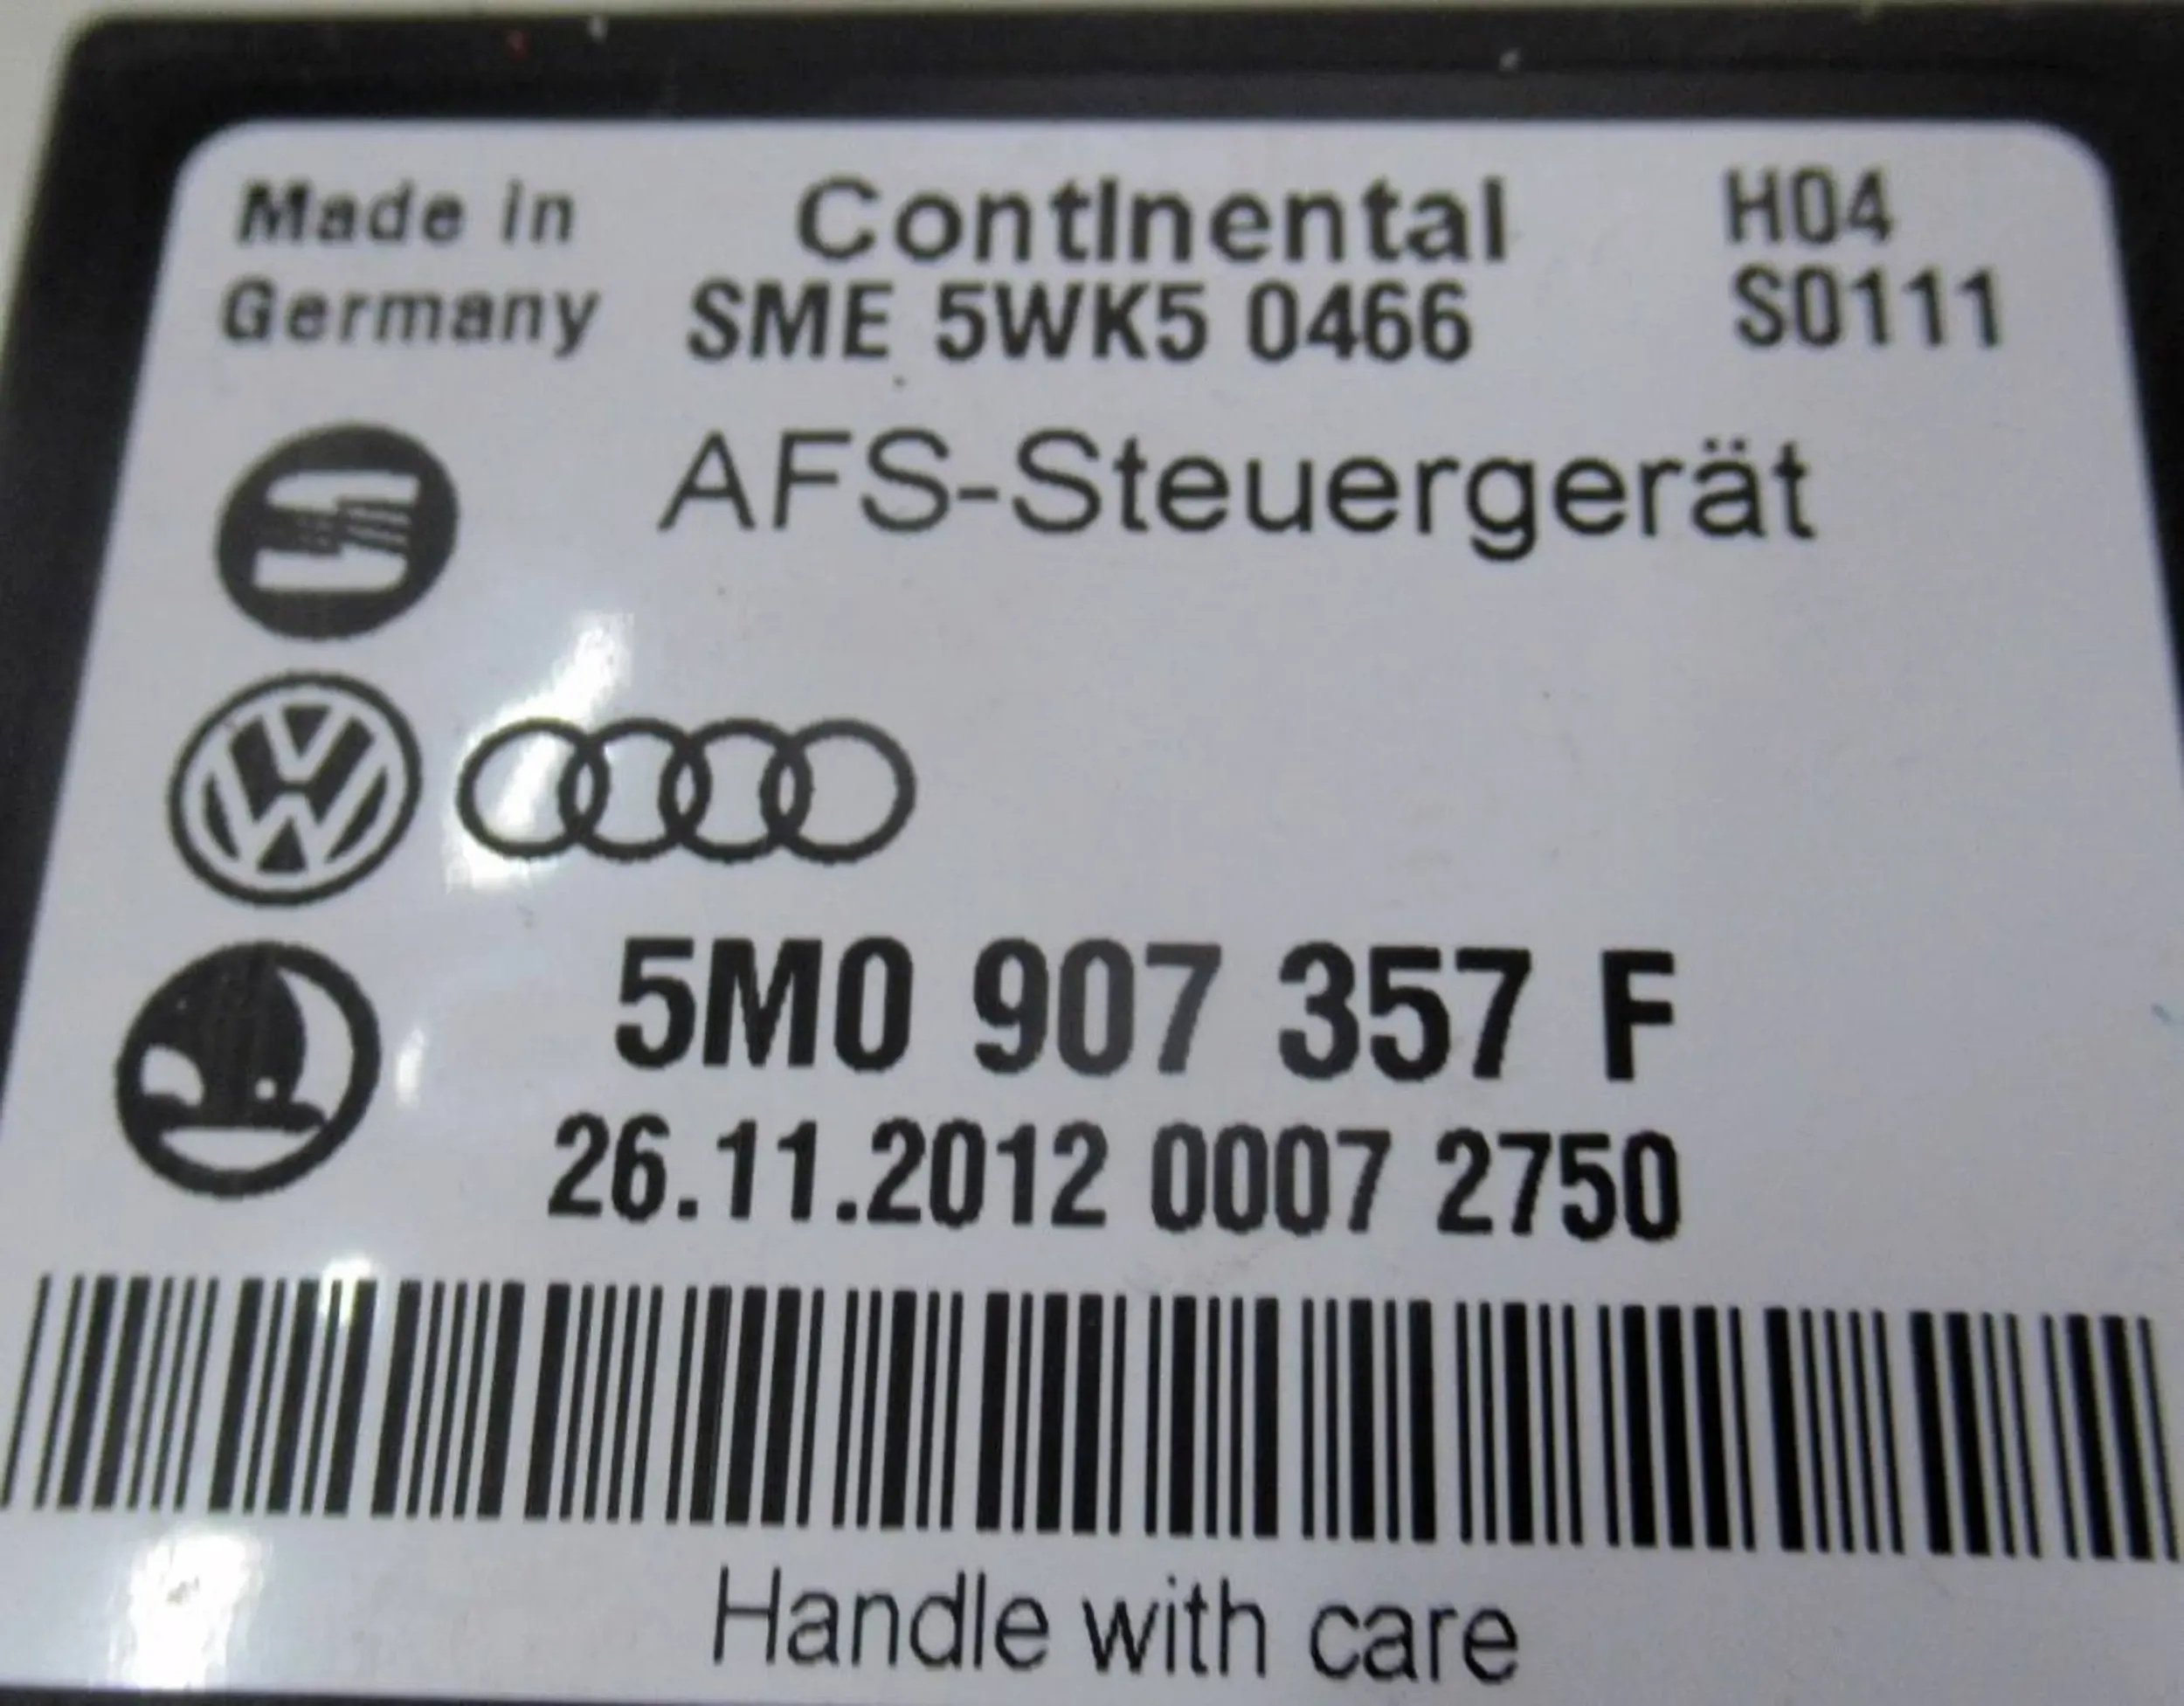 Made in
Germany
Continental
SME 5WK5 0466
H04
S0111
AFS-Steuergerät
5M0 907 357 F
26.11.2012 0007 2750
Handle with care